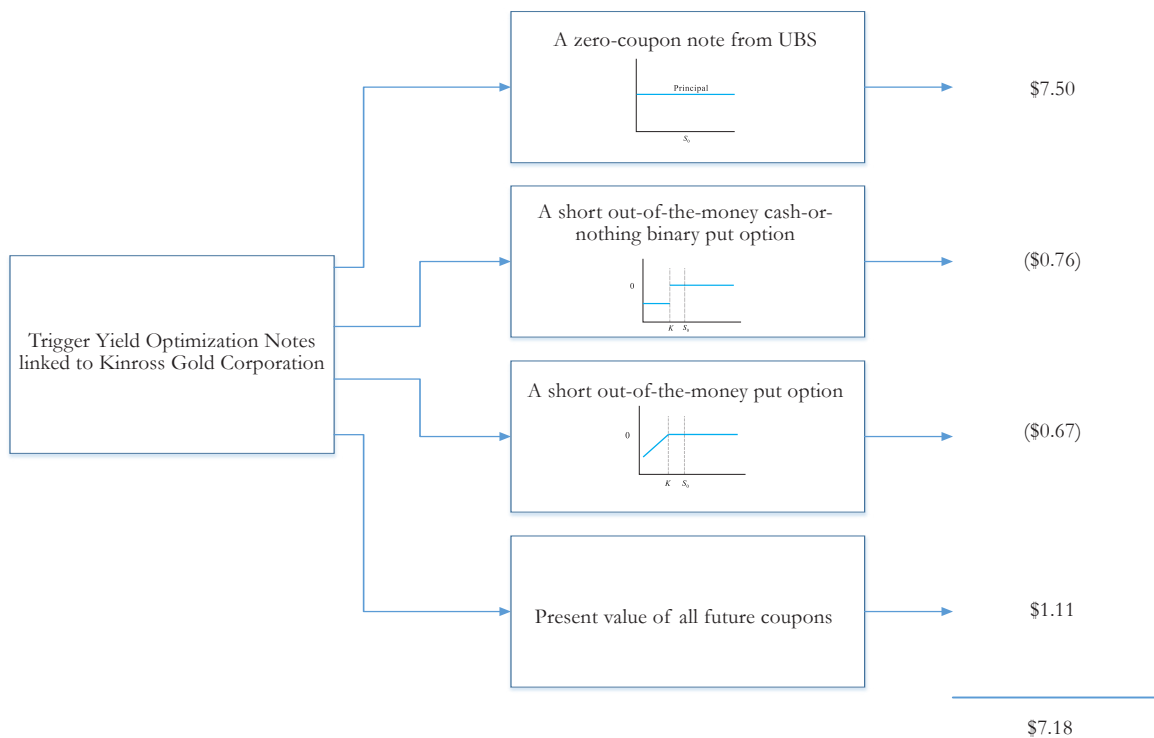 A zero-coupon note from UBS
Principal
S0
$7.50
A short out-of-the-money cash-or-
nothing binary put option
0
K S0
($0.76)
Trigger Yield Optimization Notes
linked to Kinross Gold Corporation
A short out-of-the-money put option
0
K S0
($0.67)
Present value of all future coupons
$1.11
$7.18